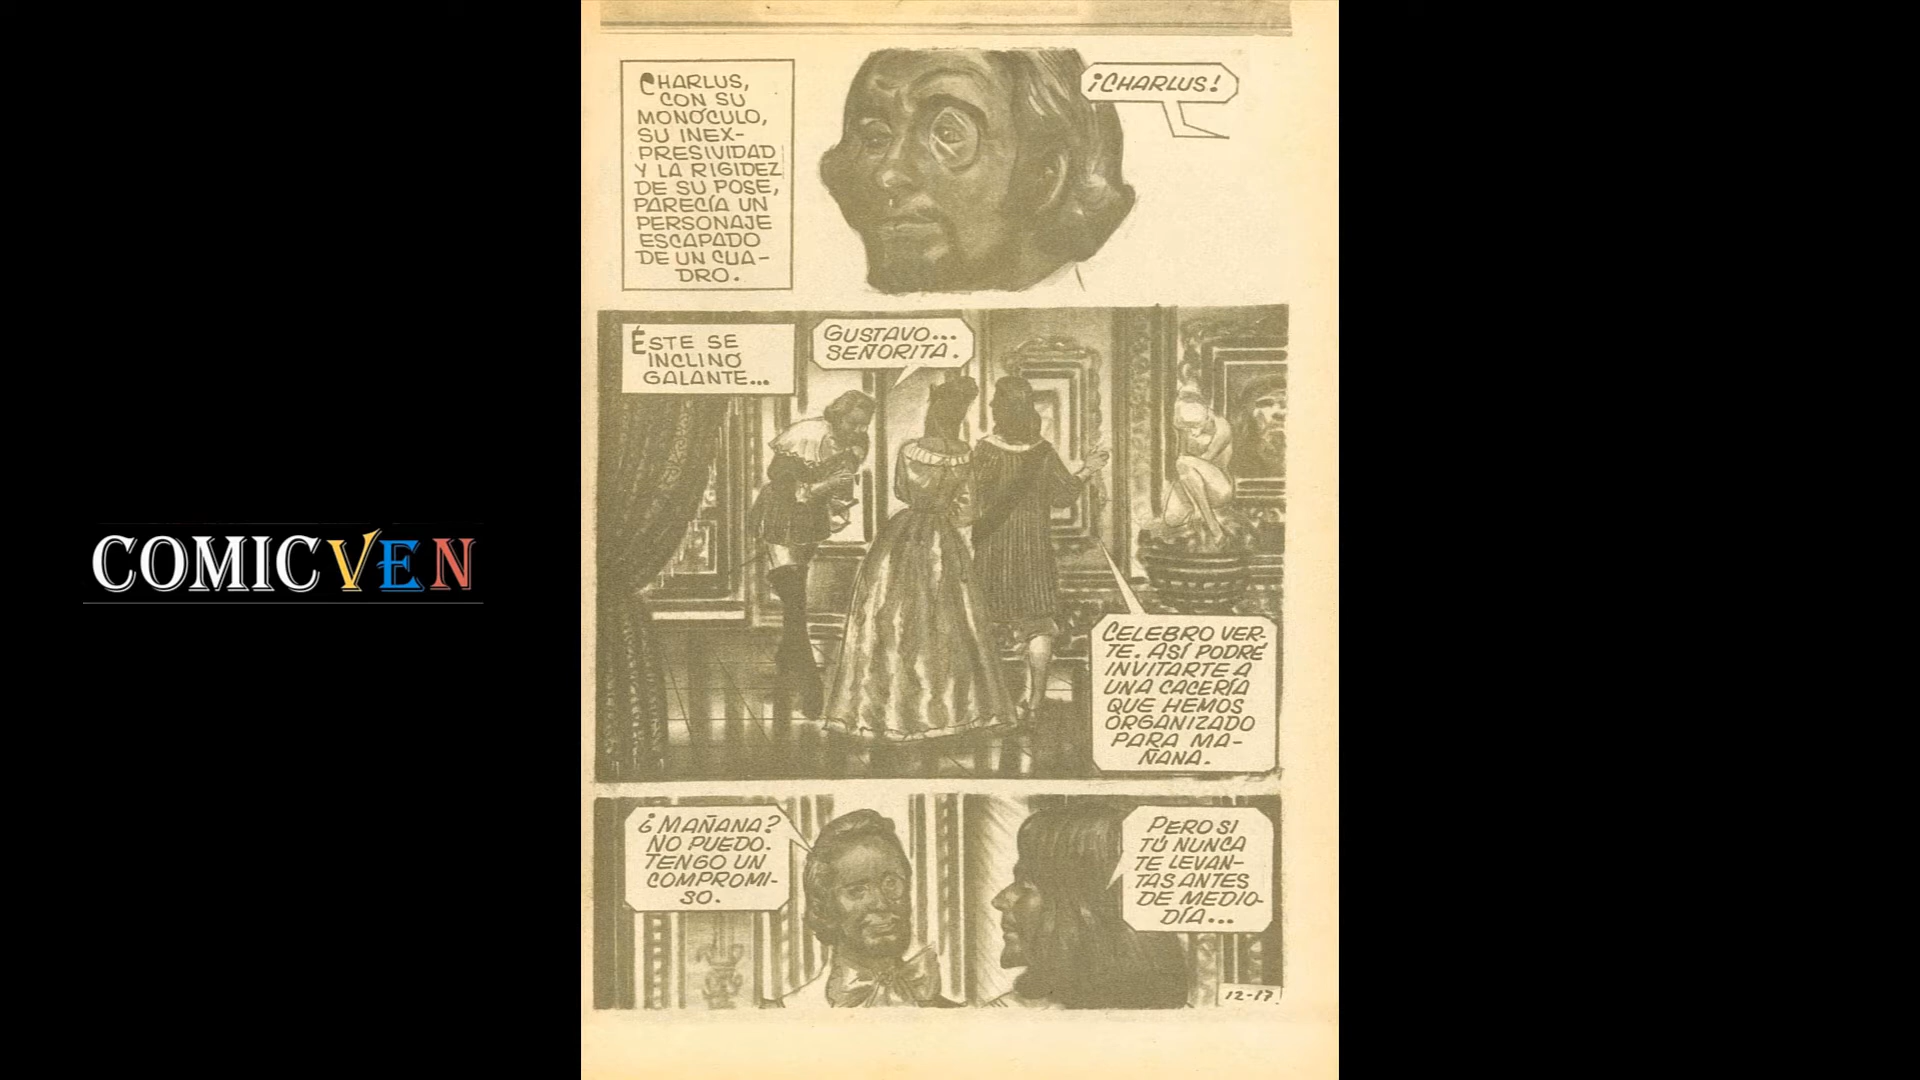 CHARLUS,
CON SU
MONÓCULO,
SU INEX-
PRESIVIDAD
Y LA RIGIDEZ
DE SU POSE,
PARECÍA UN
PERSONAJE
ESCAPADO
DE UN CUA-
DRO.
¡CHARLUS!
ÉSTE SE
INCLINÓ
GALANTE...
GUSTAVO...
SEÑORITA.
CELEBRO VER-
TE. ASÍ PODRÉ
INVITARTE A
UNA CACERÍA
QUE HEMOS
ORGANIZADO
PARA MA-
ÑANA.
¿MAÑANA?
NO PUEDO.
TENGO UN
COMPROMI-
SO.
PERO SI
TÚ NUNCA
TE LEVAN-
TAS ANTES
DE MEDIO-
DÍA...
12-17
COMICVEN